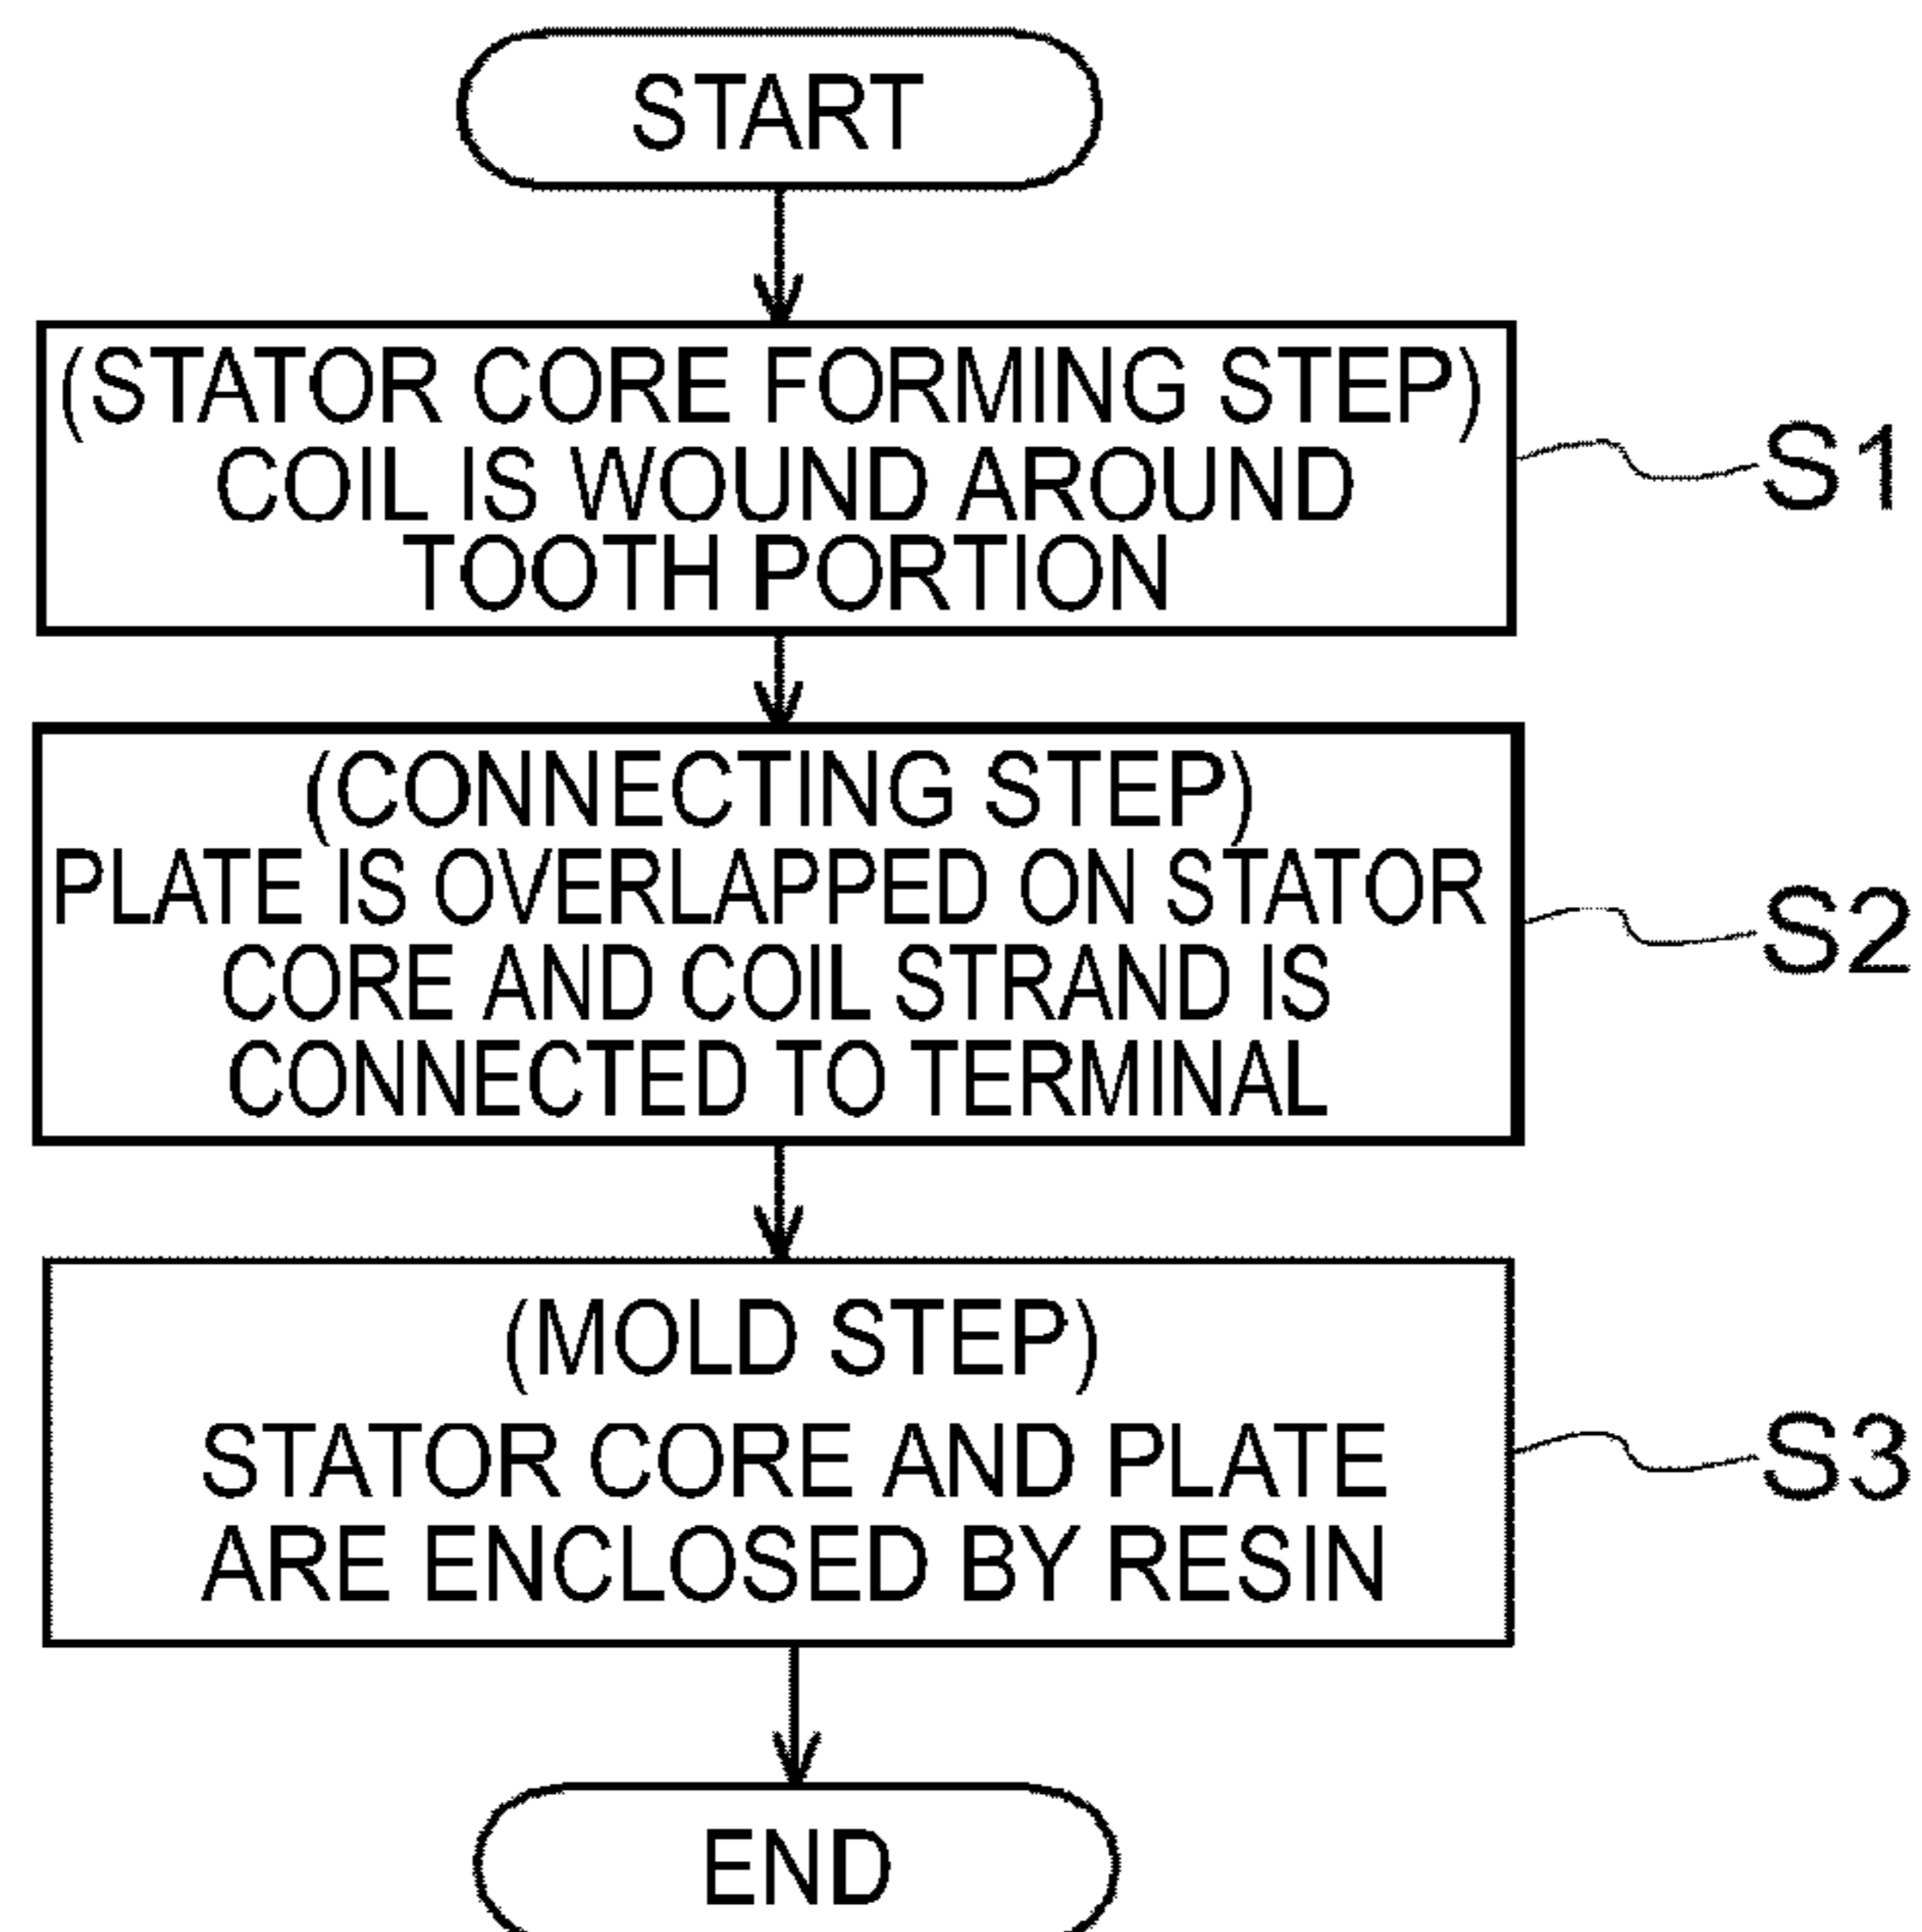 START
(STATOR CORE FORMING STEP)
COIL IS WOUND AROUND
TOOTH PORTION
S1
(CONNECTING STEP)
PLATE IS OVERLAPPED ON STATOR
CORE AND COIL STRAND IS
CONNECTED TO TERMINAL
S2
(MOLD STEP)
STATOR CORE AND PLATE
ARE ENCLOSED BY RESIN
S3
END